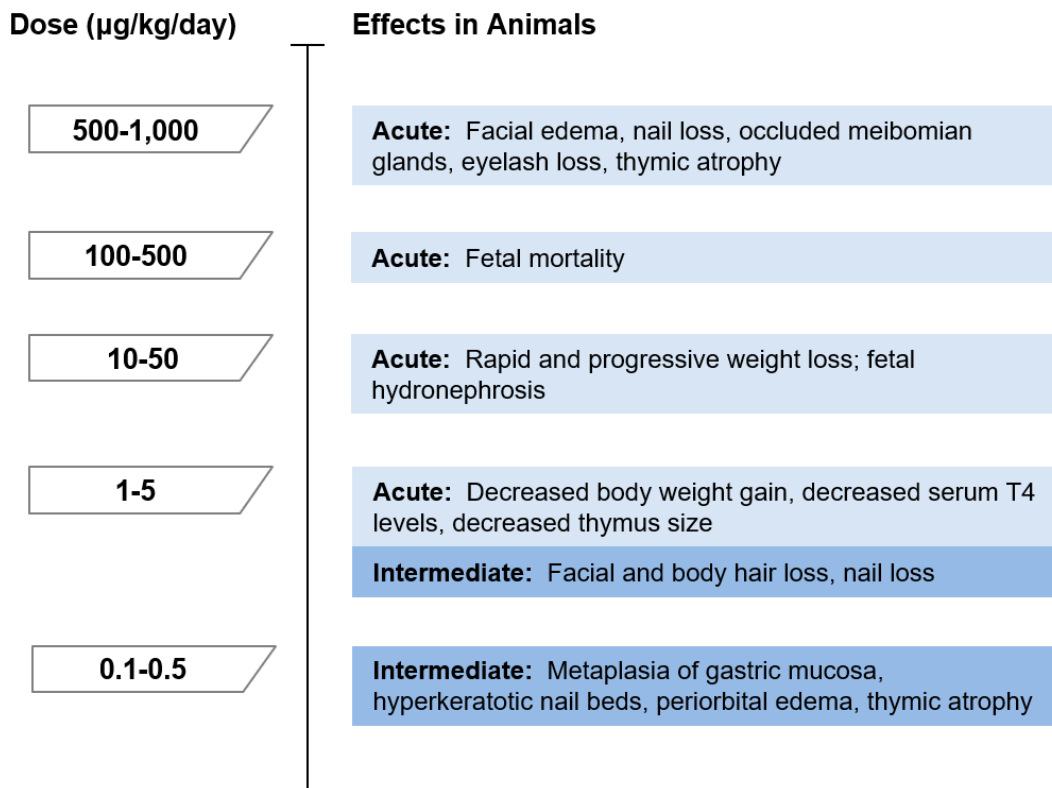 Dose (µg/kg/day)
Effects in Animals
500-1,000
Acute: Facial edema, nail loss, occluded meibomian
glands, eyelash loss, thymic atrophy
100-500
Acute: Fetal mortality
10-50
Acute: Rapid and progressive weight loss; fetal
hydronephrosis
1-5
Acute: Decreased body weight gain, decreased serum T4
levels, decreased thymus size
Intermediate: Facial and body hair loss, nail loss
0.1-0.5
Intermediate: Metaplasia of gastric mucosa,
hyperkeratotic nail beds, periorbital edema, thymic atrophy